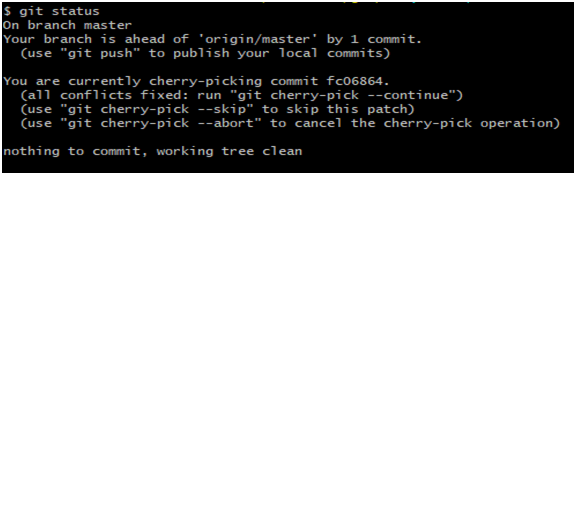 $ git status
On branch master
Your branch is ahead of 'origin/master' by 1 commit.
  (use "git push" to publish your local commits)

You are currently cherry-picking commit fc06864.
  (all conflicts fixed: run "git cherry-pick --continue")
  (use "git cherry-pick --skip" to skip this patch)
  (use "git cherry-pick --abort" to cancel the cherry-pick operation)

nothing to commit, working tree clean